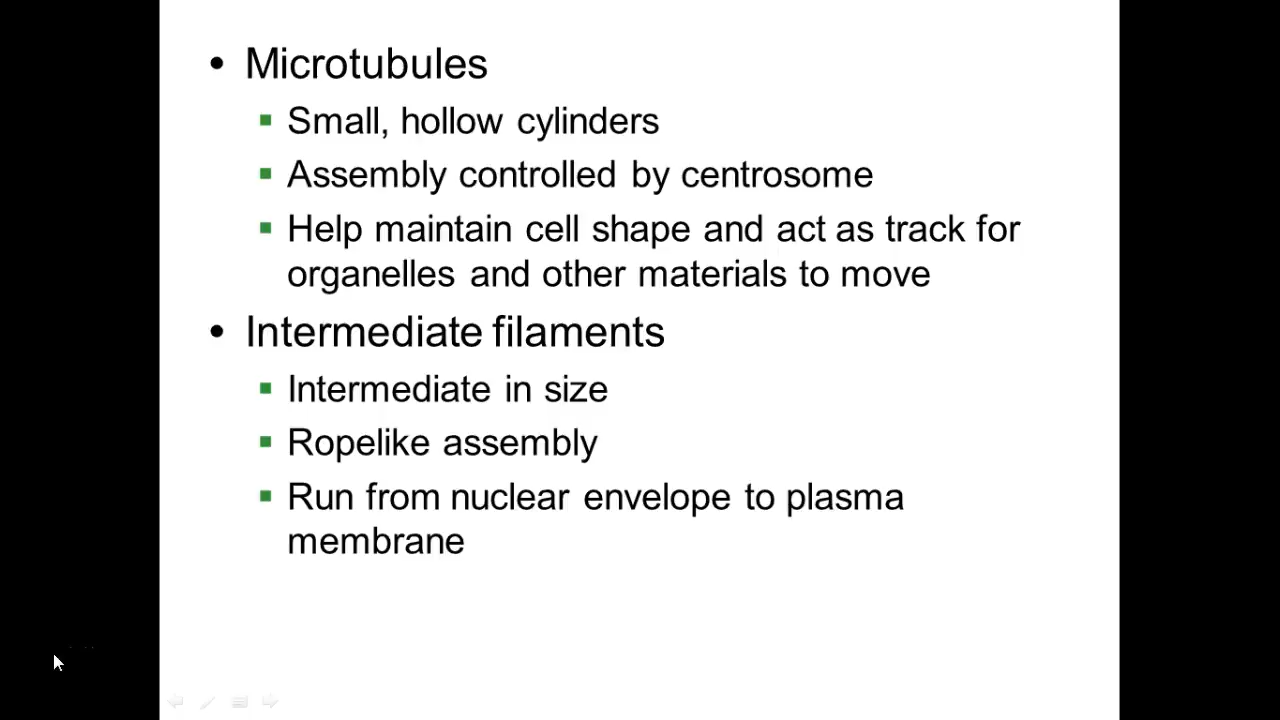 • Microtubules
▪ Small, hollow cylinders
▪ Assembly controlled by centrosome
▪ Help maintain cell shape and act as track for
organelles and other materials to move
• Intermediate filaments
▪ Intermediate in size
▪ Ropelike assembly
▪ Run from nuclear envelope to plasma
membrane